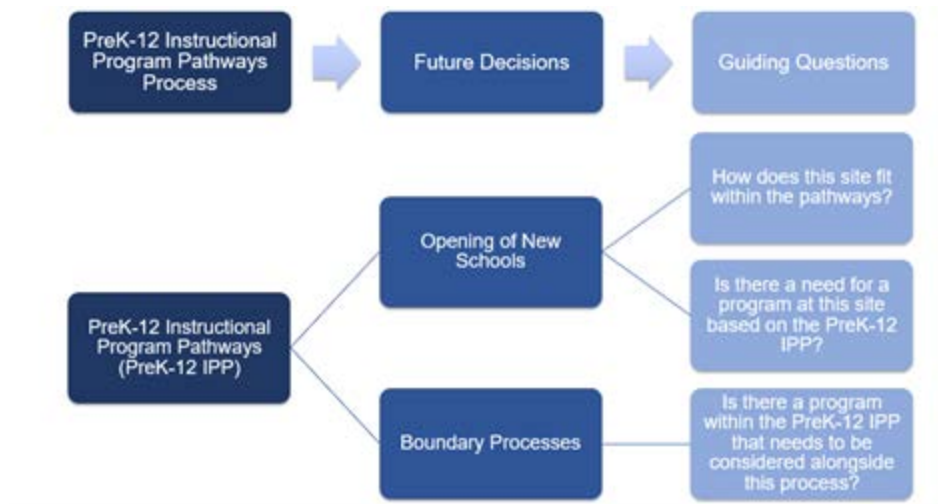 PreK-12 Instructional
Program Pathways
Process
Future Decisions
Guiding Questions
How does this site fit
within the pathways?
Opening of New
Schools
Is there a need for a
program at this site
based on the PreK-12
IPP?
PreK-12 Instructional
Program Pathways
(PreK-12 IPP)
Boundary Processes
Is there a program
within the PreK-12 IPP
that needs to be
considered alongside
this process?